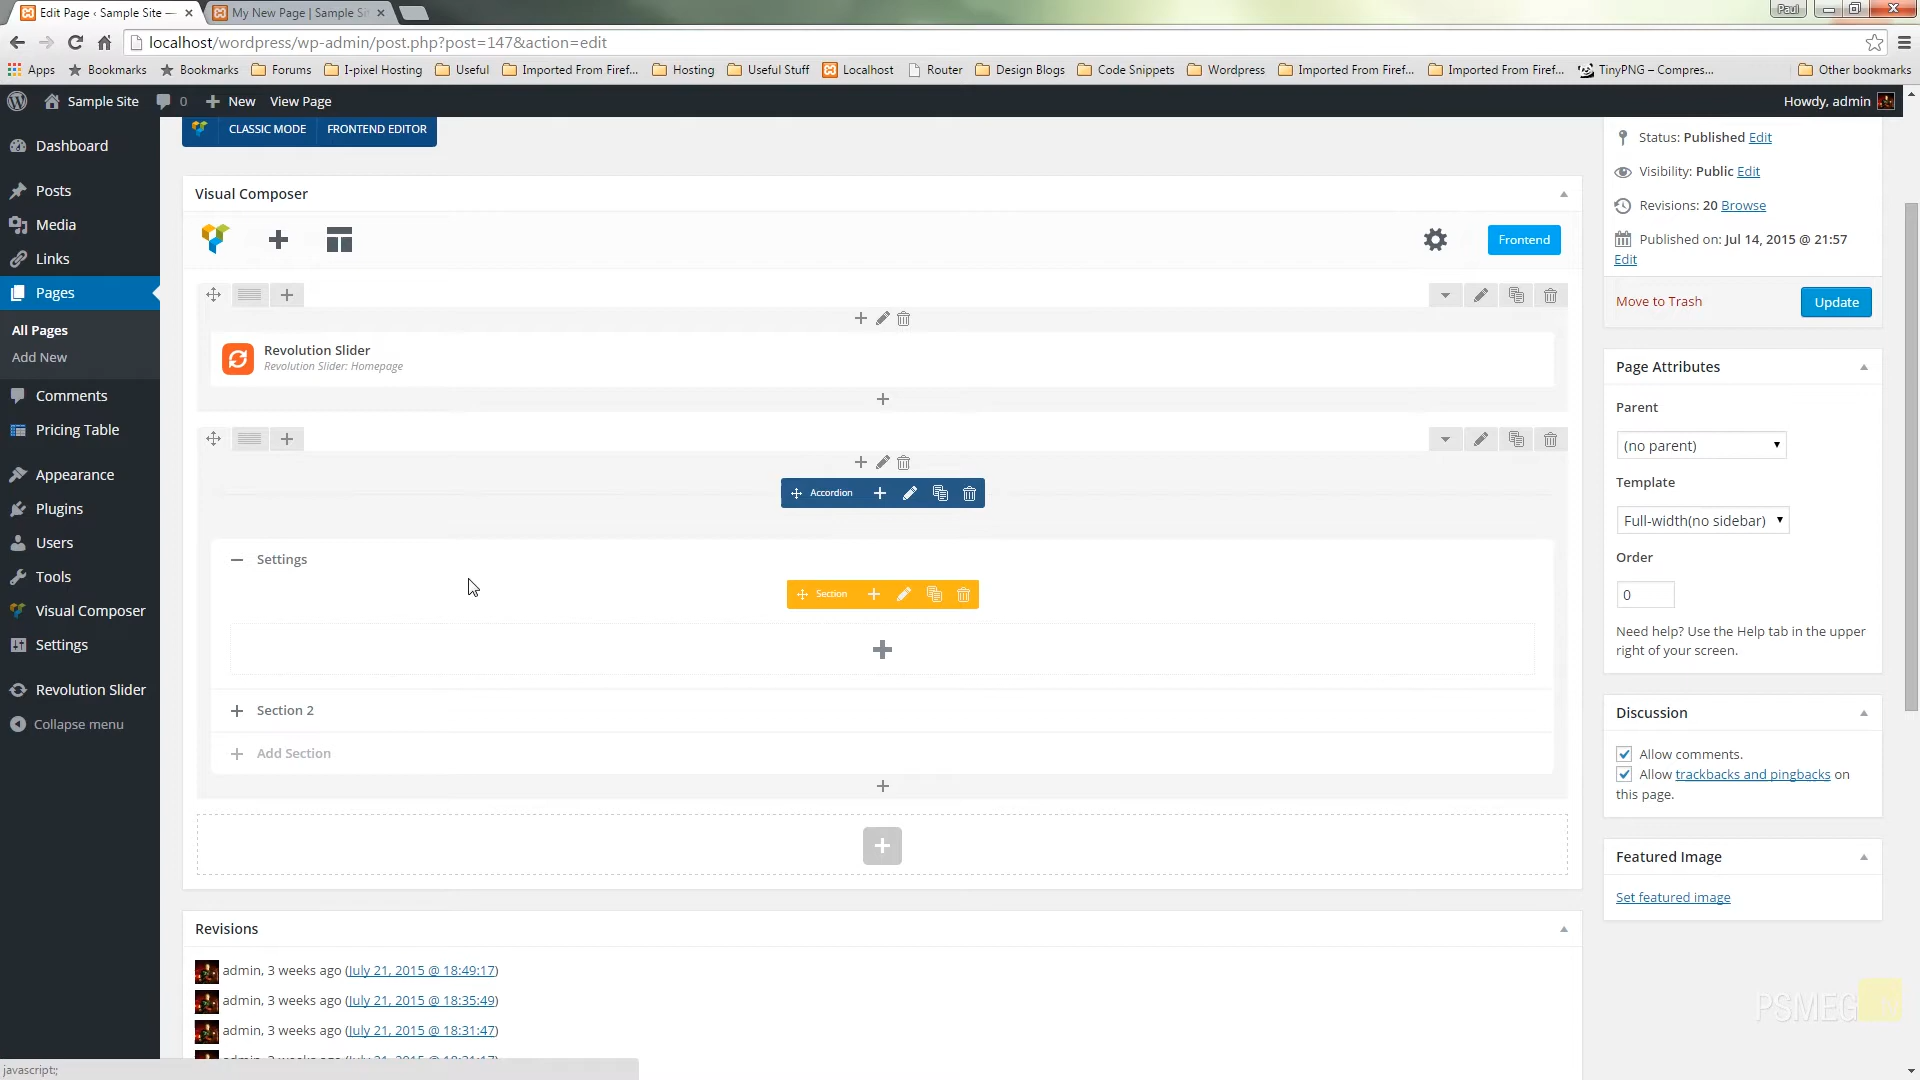 Edit Page ‹ Sample Site —
My New Page | Sample Si
Paul
localhost/wordpress/wp-admin/post.php?post=147&action=edit
Apps
Bookmarks
Bookmarks
Forums
I-pixel Hosting
Useful
Imported From Firef...
Hosting
Useful Stuff
Localhost
Router
Design Blogs
Code Snippets
Wordpress
Imported From Firef...
Imported From Firef...
TinyPNG – Compres...
Other bookmarks
Sample Site
0
New
View Page
Howdy, admin
Dashboard
Posts
Media
Links
Pages
All Pages
Add New
Comments
Pricing Table
Appearance
Plugins
Users
Tools
Visual Composer
Settings
Revolution Slider
Collapse menu
CLASSIC MODE
FRONTEND EDITOR
Visual Composer
Frontend
Revolution Slider
Revolution Slider: Homepage
Accordion
Settings
Section
Section 2
Add Section
Revisions
admin, 3 weeks ago (July 21, 2015 @ 18:49:17)
admin, 3 weeks ago (July 21, 2015 @ 18:35:49)
admin, 3 weeks ago (July 21, 2015 @ 18:31:47)
Status: Published Edit
Visibility: Public Edit
Revisions: 20 Browse
Published on: Jul 14, 2015 @ 21:57
Edit
Move to Trash
Update
Page Attributes
Parent
(no parent)
Template
Full-width(no sidebar)
Order
0
Need help? Use the Help tab in the upper
right of your screen.
Discussion
Allow comments.
Allow trackbacks and pingbacks on
this page.
Featured Image
Set featured image
PSMEG
javascript:;